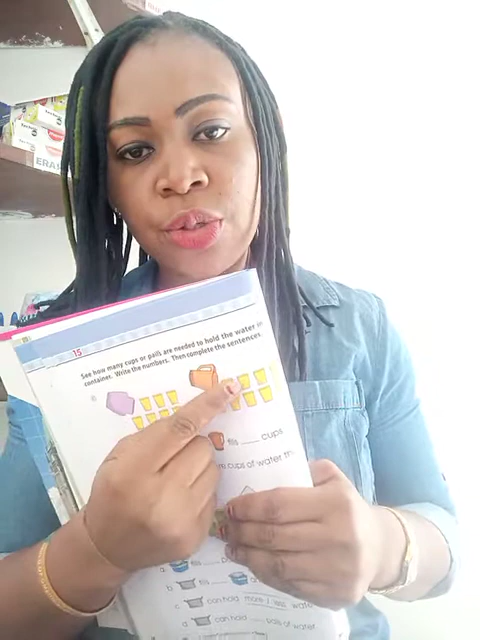 15
See how many cups or pails are needed to hold the water in
container. Write the numbers. Then complete the sentences.
fills ___ cups
cups of water
a. fills
b. fills
c. can hold more / less water
can hold ___ pails of water
ERAS